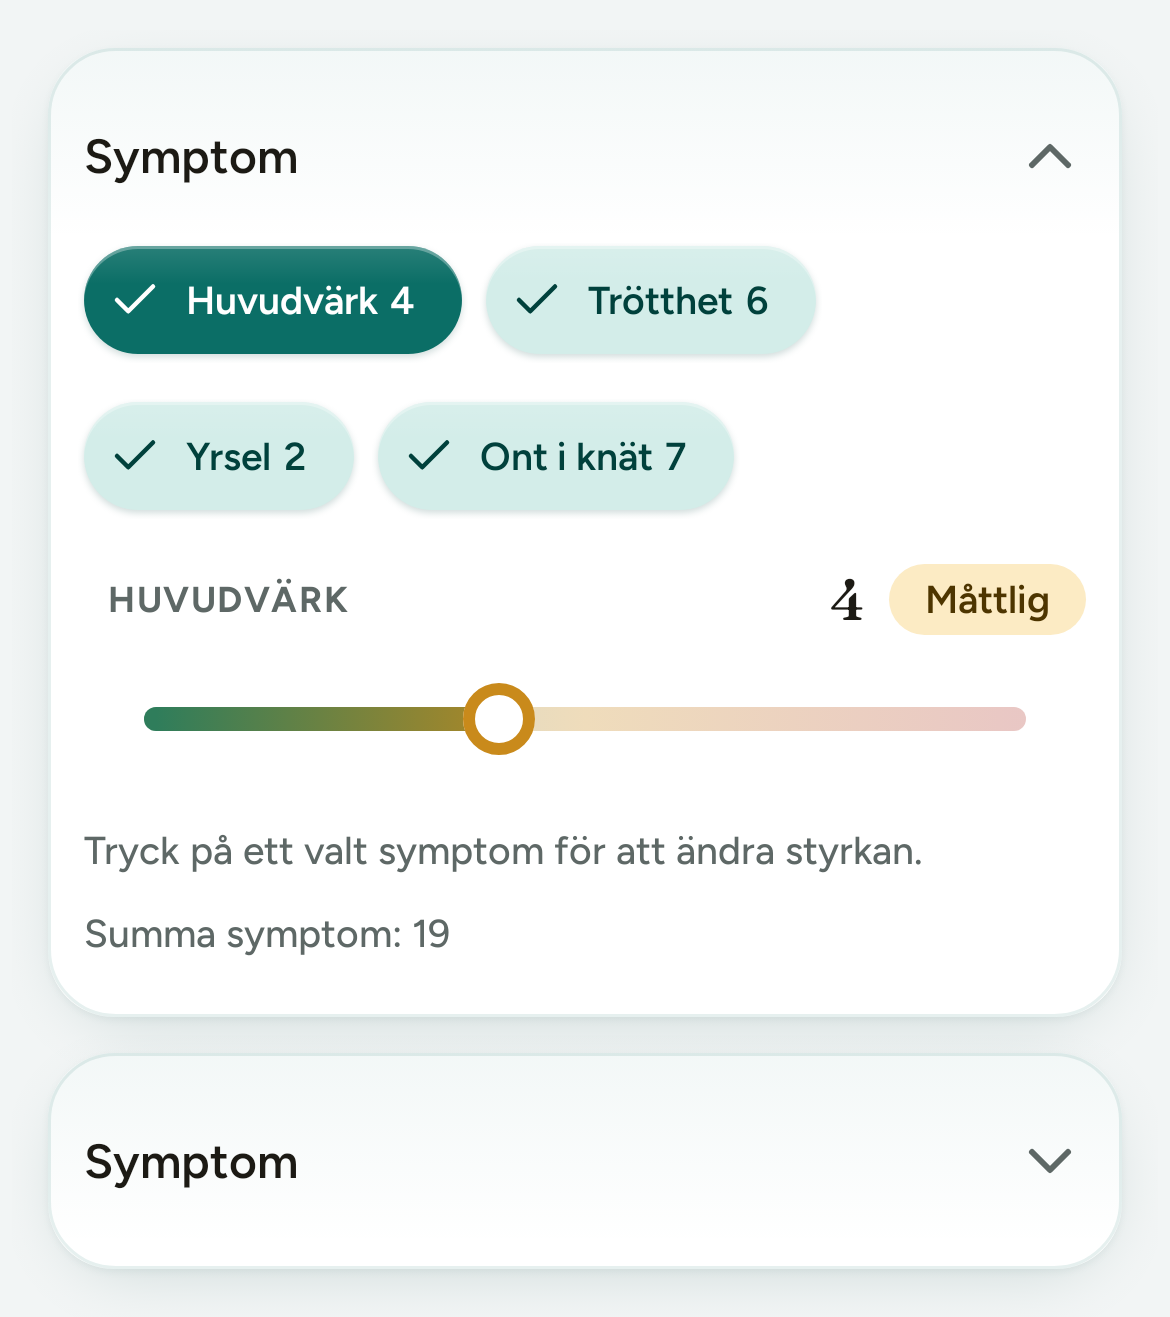 Symptom
Huvudvärk 4 Trötthet 6
Yrsel 2 Ont i knät 7
HUVUDVÄRK 4 Måttlig
Tryck på ett valt symptom för att ändra styrkan.
Summa symptom: 19
Symptom